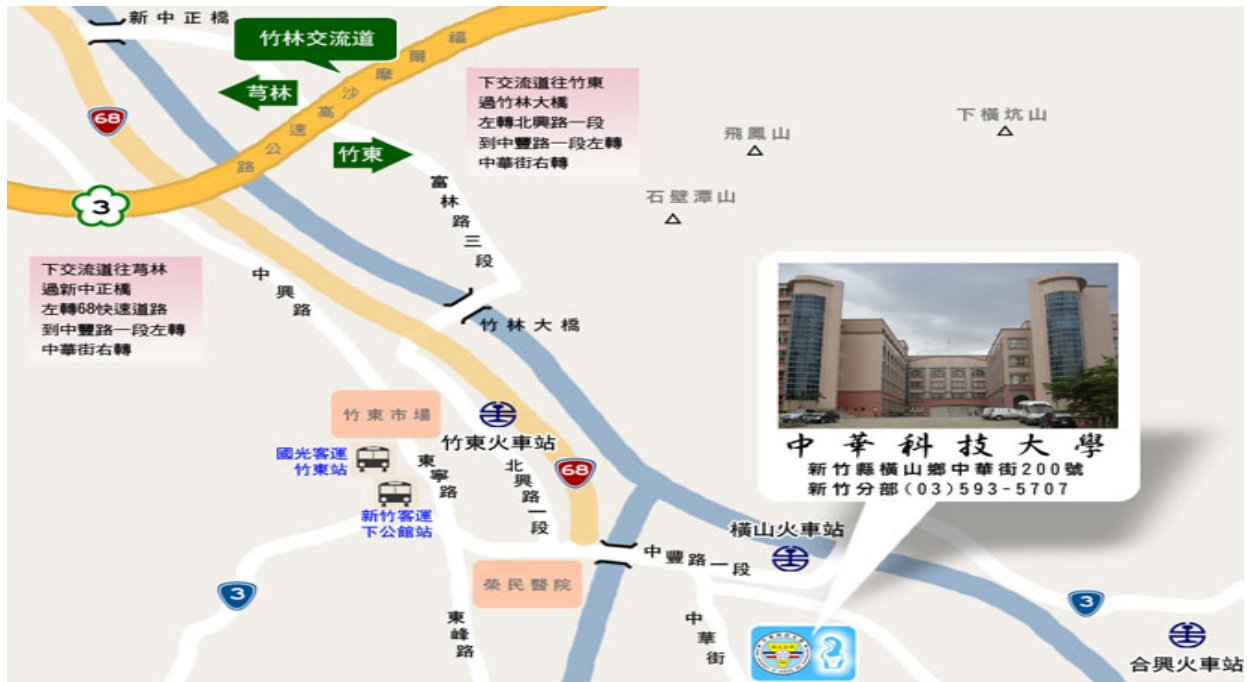 新中正橋
竹林交流道
福爾摩沙高速公路
芎林
68
竹東
3
下交流道往竹東
過竹林大橋
左轉北興路一段
到中豐路一段左轉
中華街右轉
飛鳳山
下橫坑山
石壁潭山
富林路三段
下交流道往芎林
過新中正橋
左轉68快速道路
到中豐路一段左轉
中華街右轉
中興路
竹林大橋
竹東市場
竹東火車站
國光客運
竹東站
新竹客運
下公館站
東寧路
北興路一段
68
中華科技大學
新竹縣橫山鄉中華街200號
新竹分部(03)593-5707
橫山火車站
中豐路一段
榮民醫院
3
東峰路
中華街
3
合興火車站